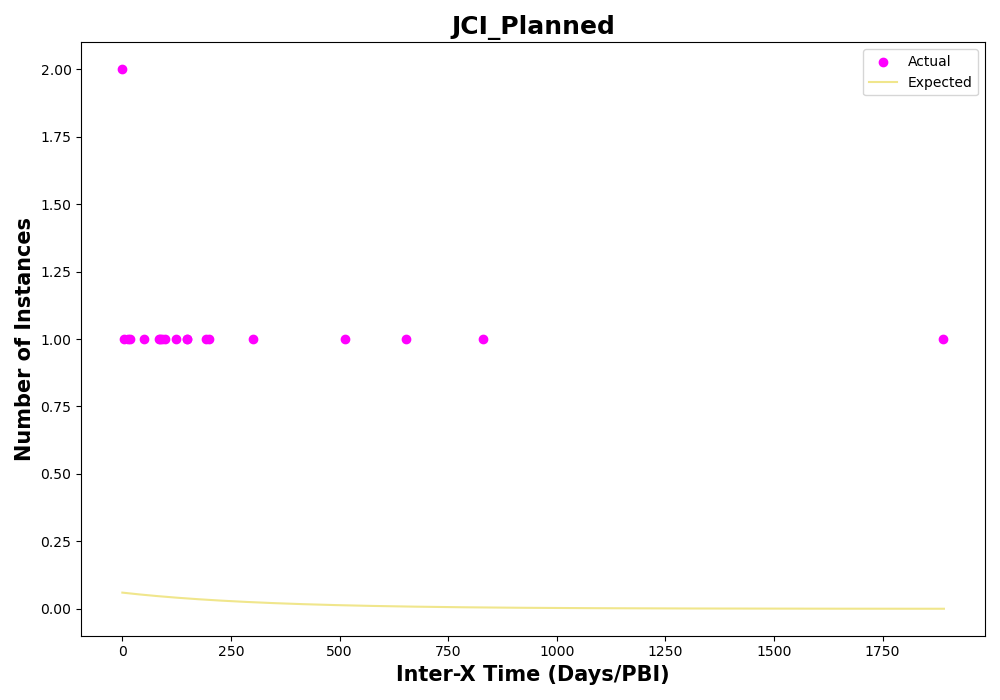 JCI_Planned
Actual
Expected
2.00
1.75
1.50
1.25
1.00
0.75
0.50
0.25
0.00
Number of Instances
0 250 500 750 1000 1250 1500 1750
Inter-X Time (Days/PBI)